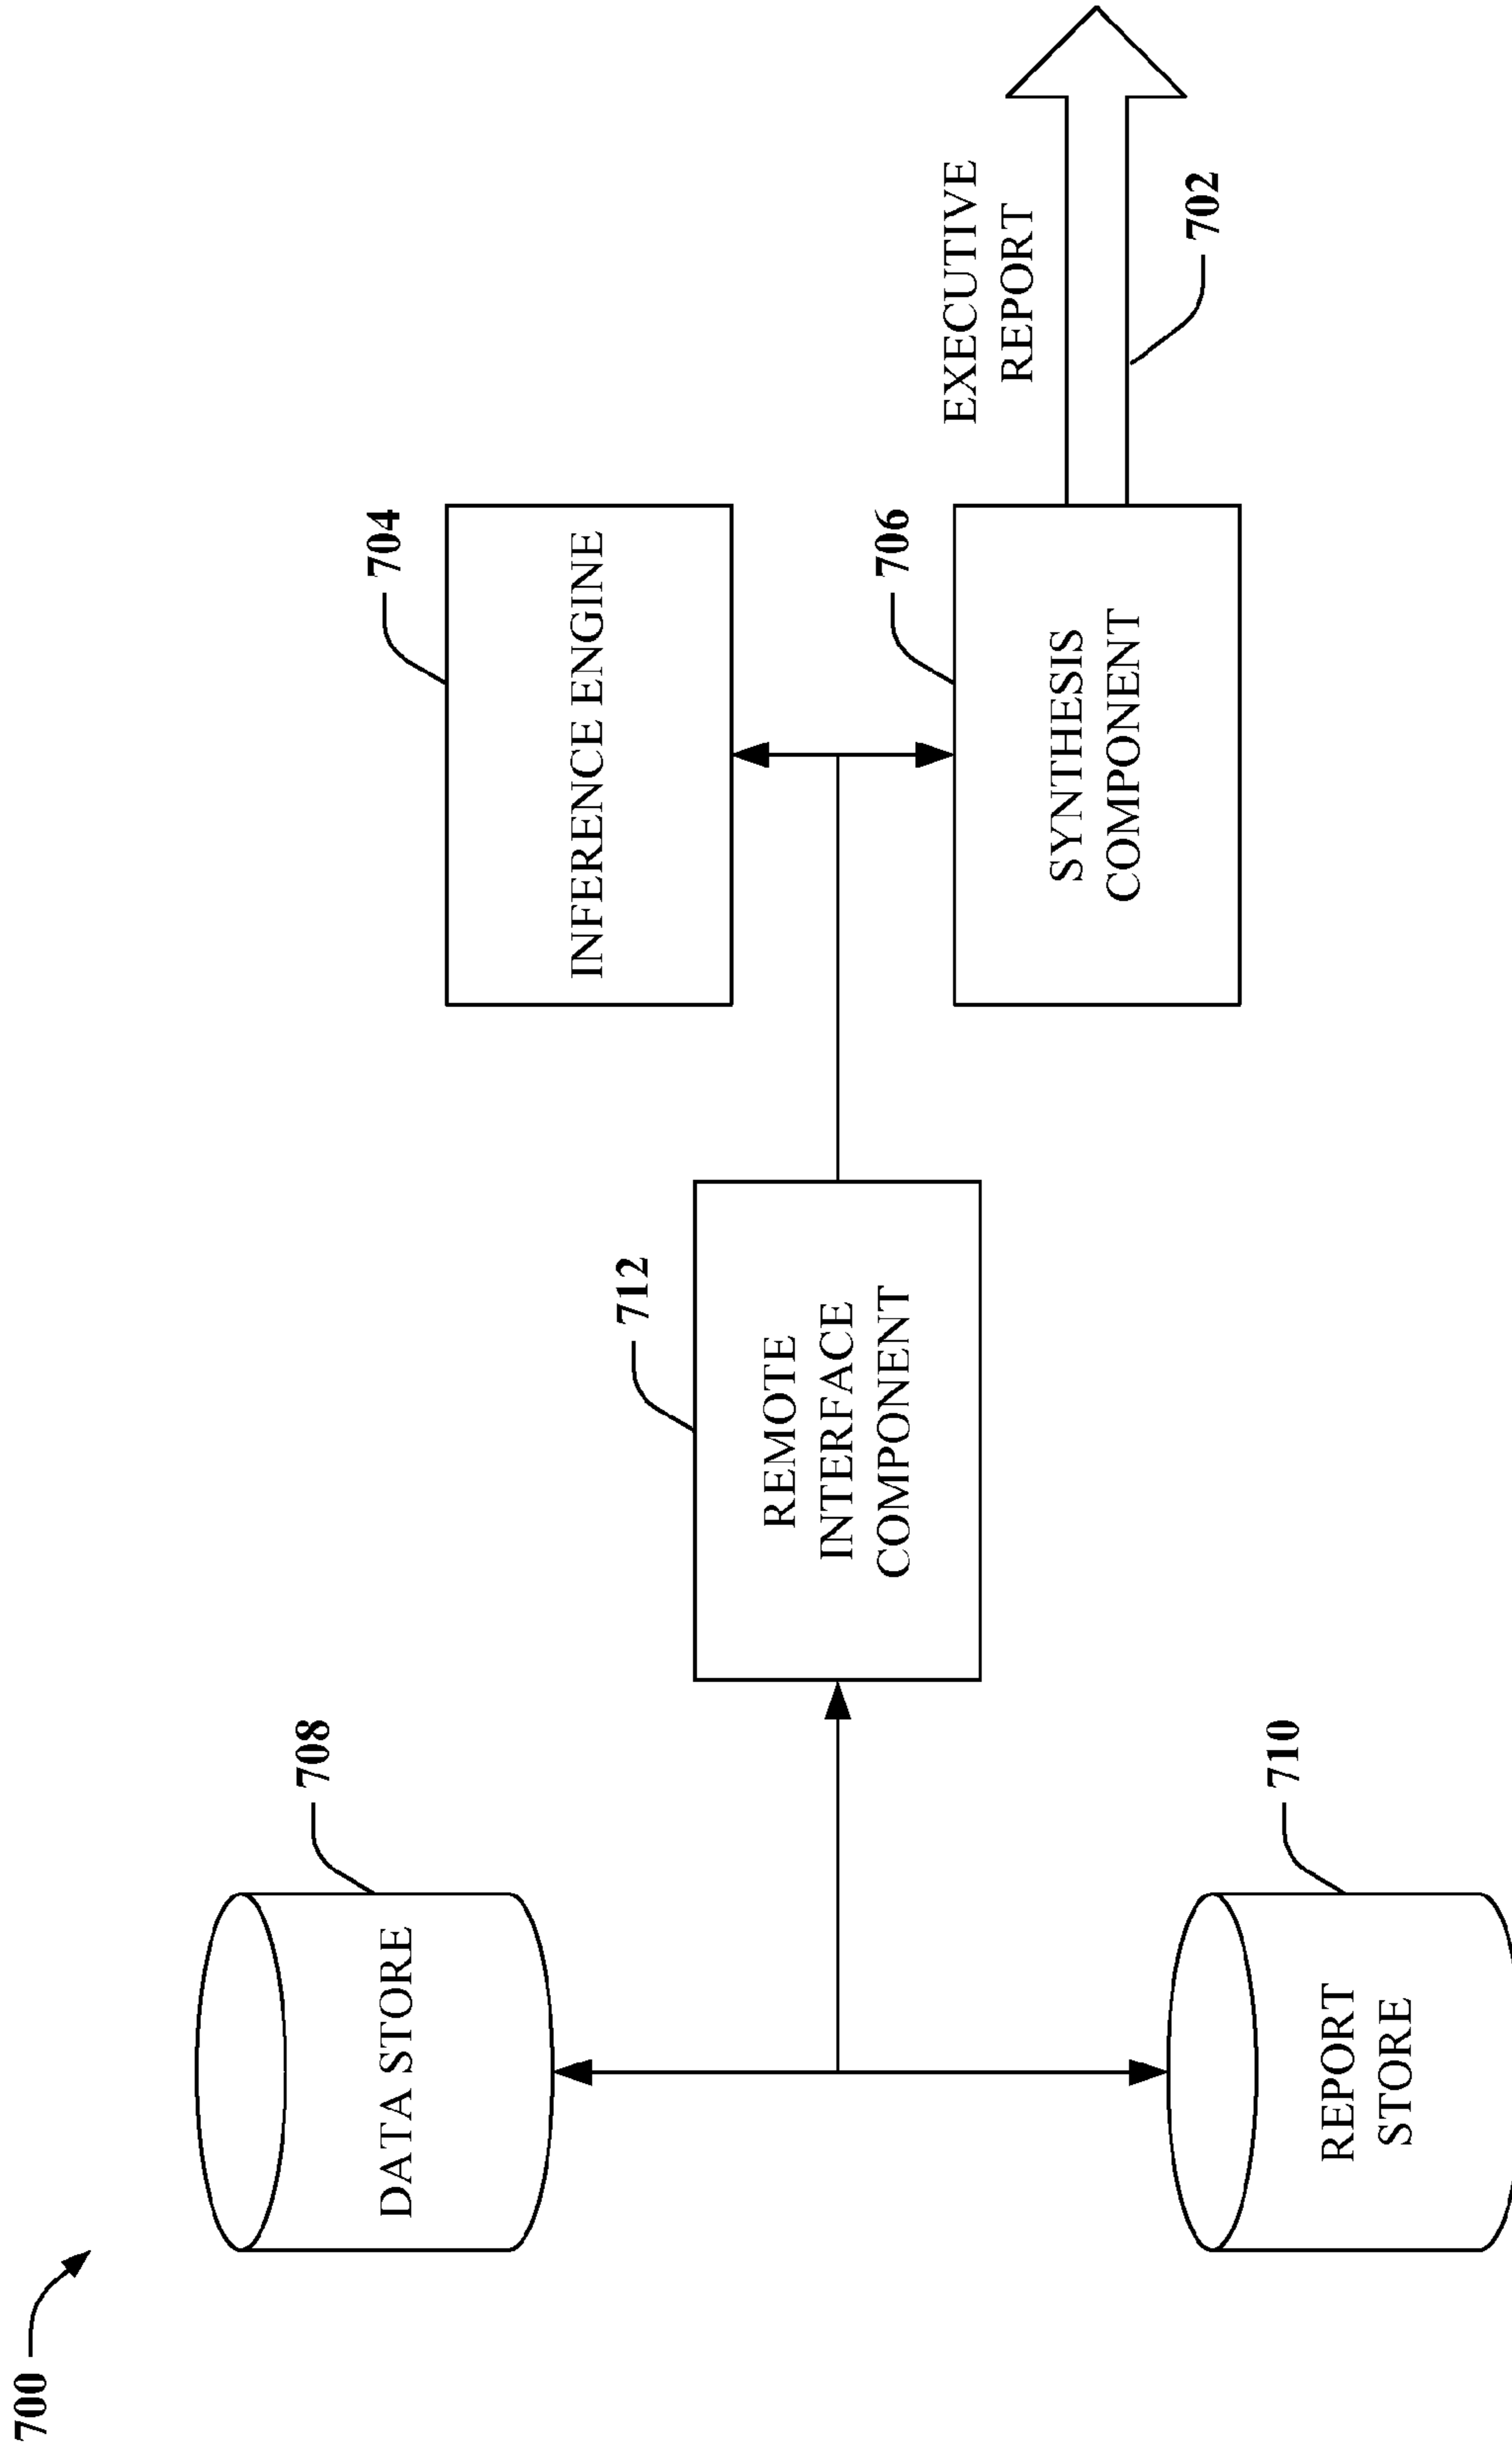 700
708
DATA STORE
710
REPORT
STORE
712
REMOTE
INTERFACE
COMPONENT
704
INFERENCE ENGINE
706
SYNTHESIS
COMPONENT
EXECUTIVE
REPORT
702